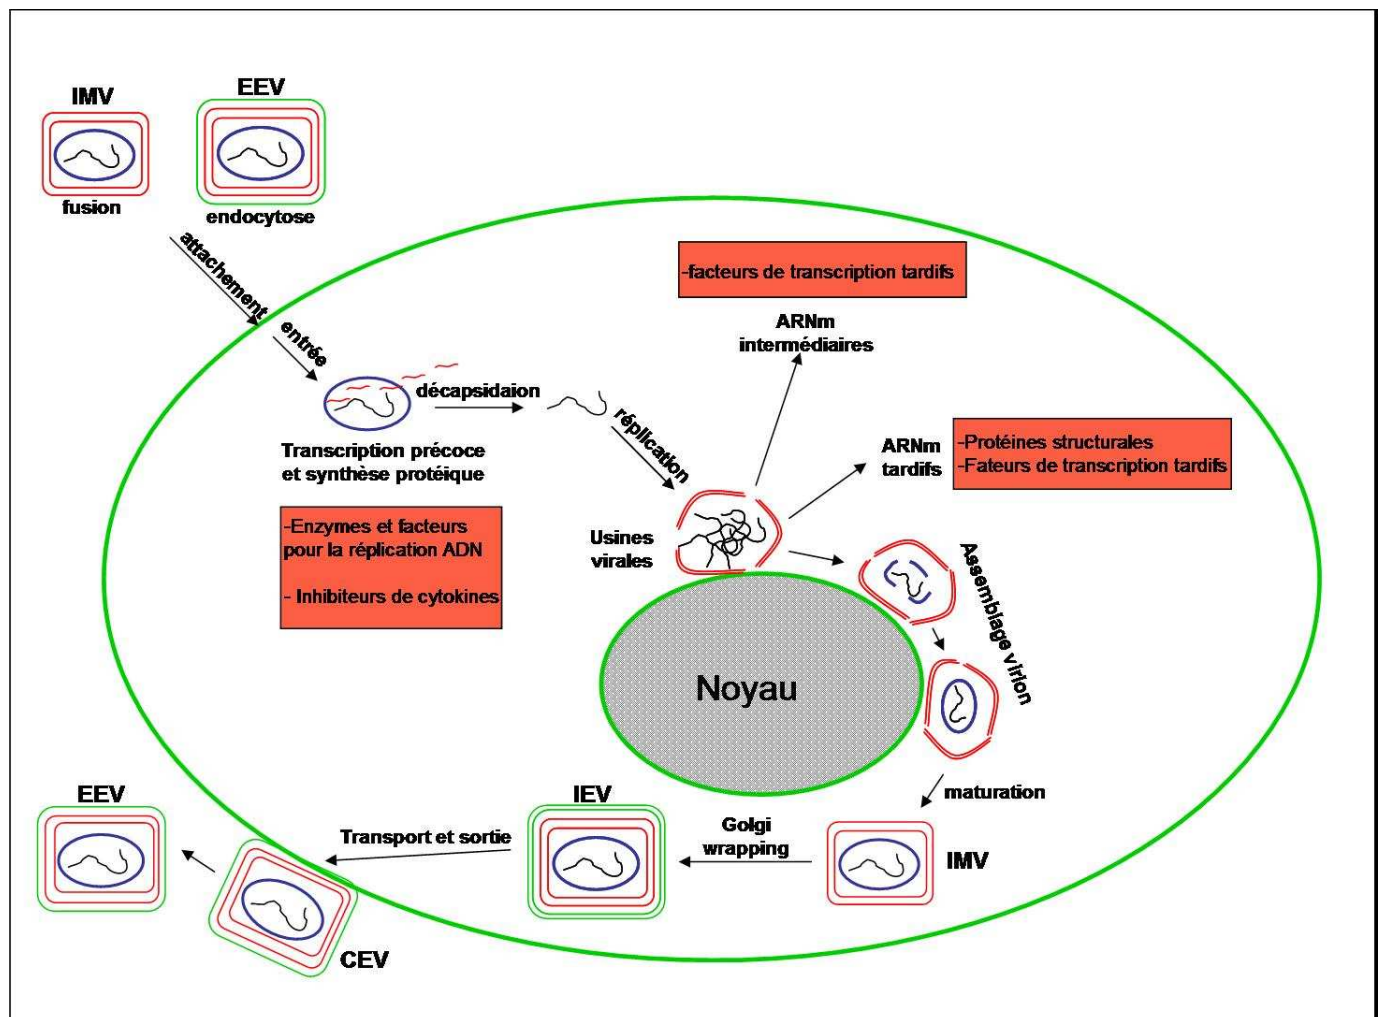 IMV
EEV
fusion
endocytose
attachement
entrée
décapsidaion
Transcription précoce
et synthèse protéique
-Enzymes et facteurs
pour la réplication ADN
- Inhibiteurs de cytokines
réplication
Usines
virales
-facteurs de transcription tardifs
ARNm
intermédiaires
ARNm
tardifs
-Protéines structurales
-Fateurs de transcription tardifs
Assemblage virion
Noyau
maturation
IMV
Golgi
wrapping
IEV
Transport et sortie
CEV
EEV